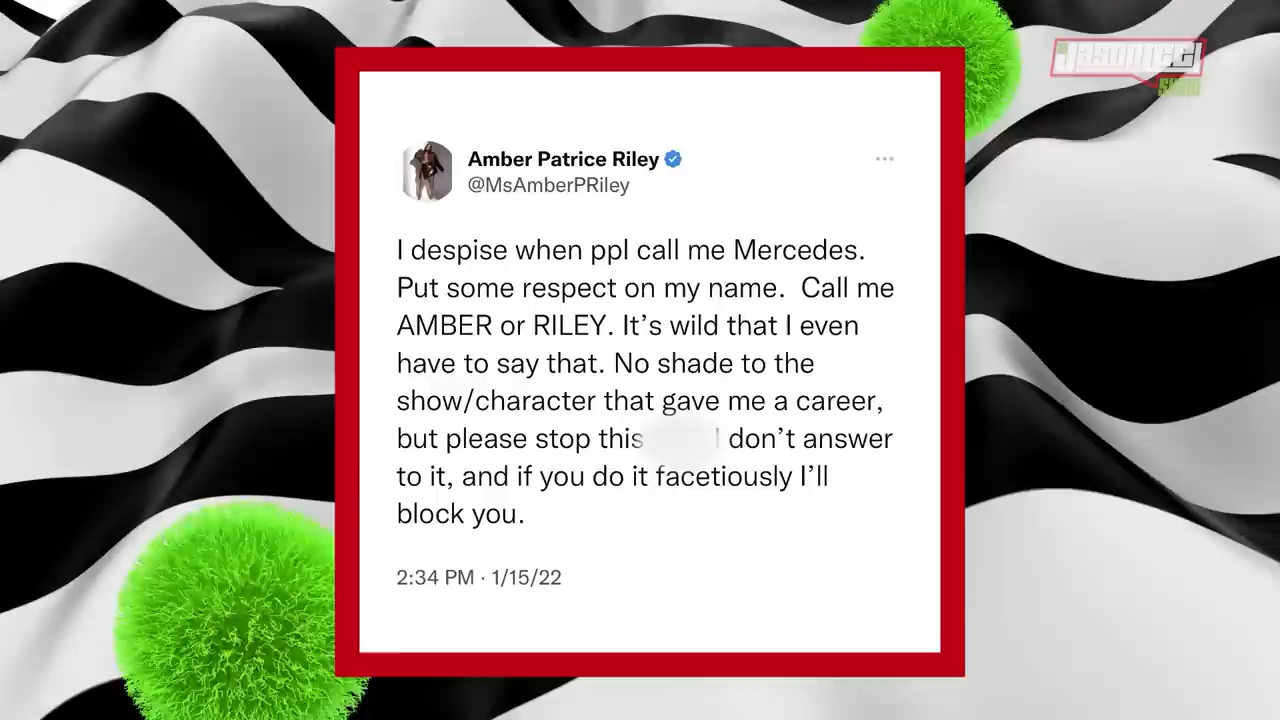 Jason Lee
SHOW
Amber Patrice Riley
@MsAmberPRiley
I despise when ppl call me Mercedes.
Put some respect on my name. Call me
AMBER or RILEY. It’s wild that I even
have to say that. No shade to the
show/character that gave me a career,
but please stop this I don’t answer
to it, and if you do it facetiously I’ll
block you.
2:34 PM · 1/15/22